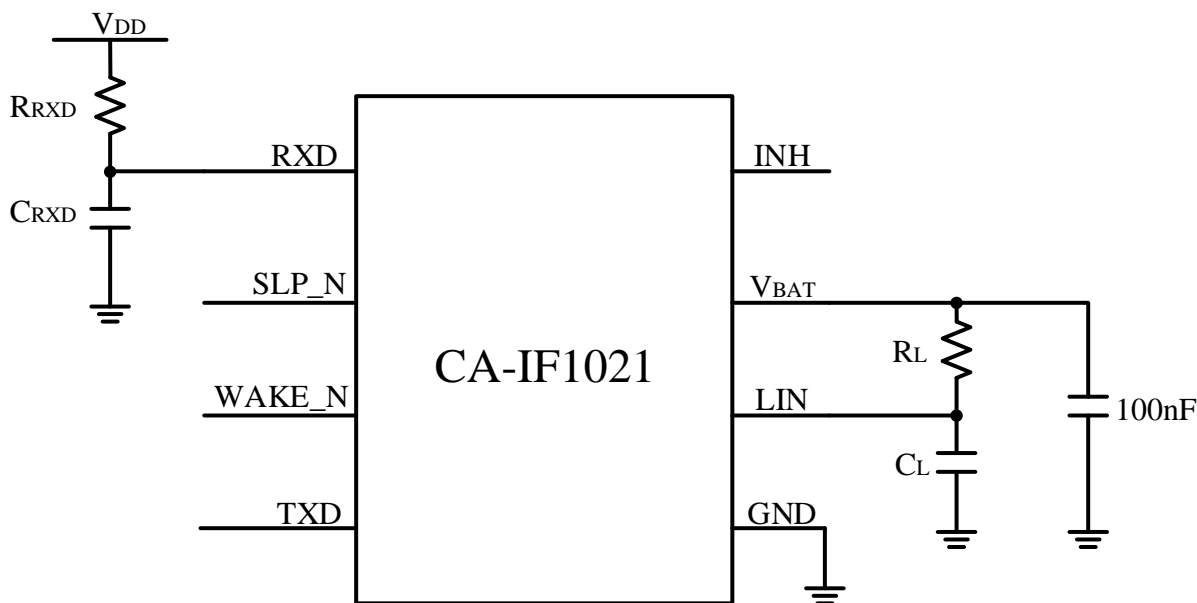 VDD
RRXD
RXD
INH
CRXD
SLP_N
VBAT
CA-IF1021
RL
WAKE_N
LIN
100nF
CL
TXD
GND